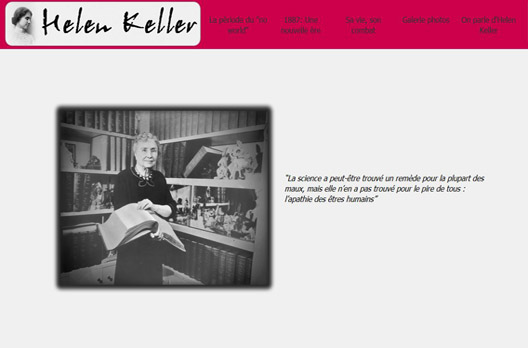 Helen Keller
La période du "no
world"
1887: Une
nouvelle ère
Sa vie, son
combat
Galerie photos
On parle d'Helen
Keller
"La science a peut-être trouvé un remède pour la plupart des
maux, mais elle n'en a pas trouvé pour le pire de tous :
l'apathie des êtres humains"